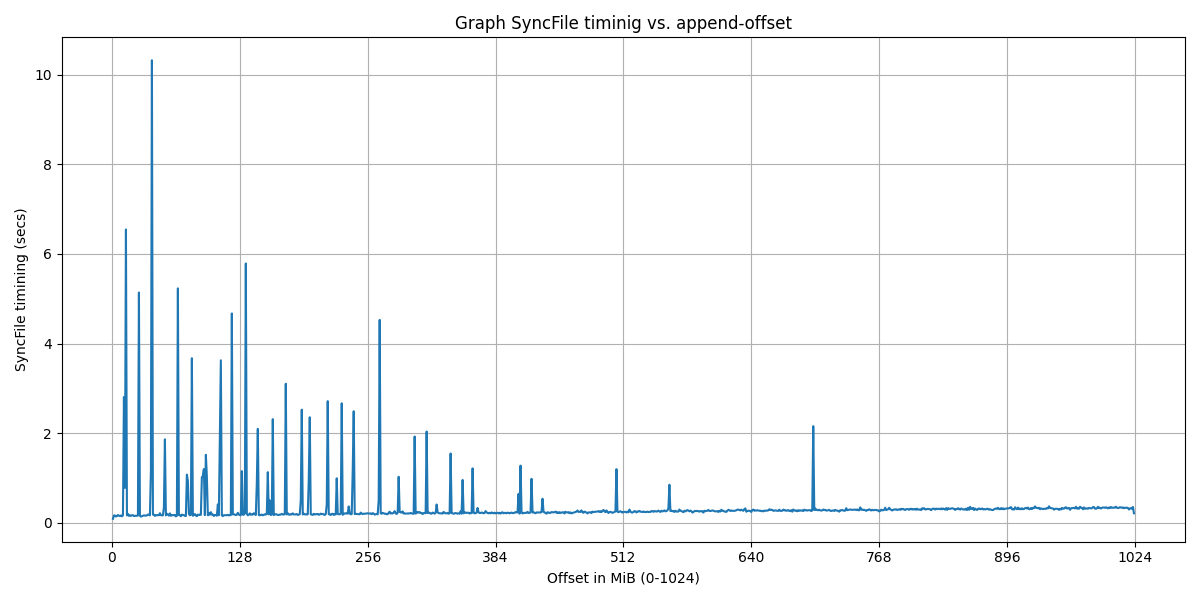 Graph SyncFile timinig vs. append-offset
10
8
6
4
2
0
SyncFile timining (secs)
0 128 256 384 512 640 768 896 1024
Offset in MiB (0-1024)